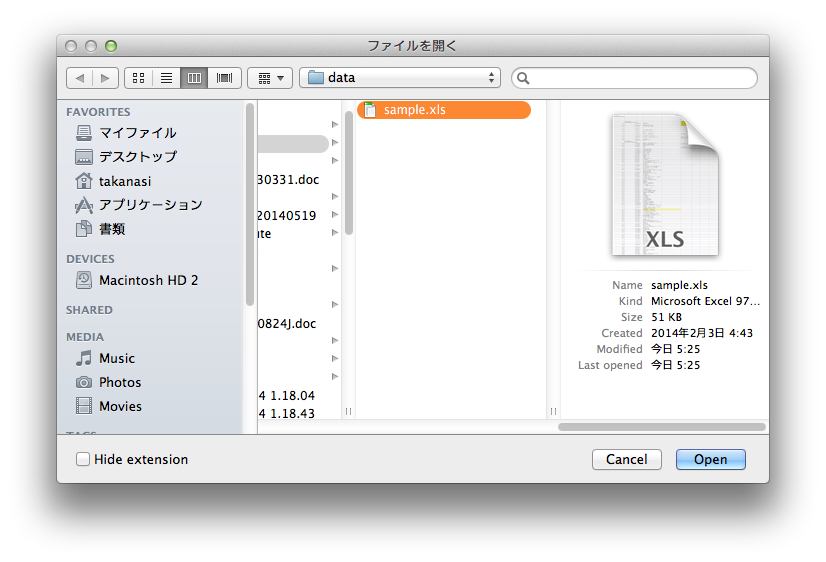 ファイルを開く
data
FAVORITES
マイファイル
デスクトップ
takanasi
アプリケーション
書類
DEVICES
Macintosh HD 2
SHARED
MEDIA
Music
Photos
Movies
30331.doc
20140519
ute
0824J.doc
4 1.18.04
4 1.18.43
sample.xls
XLS
Name sample.xls
Kind Microsoft Excel 97...
Size 51 KB
Created 2014年2月3日 4:43
Modified 今日 5:25
Last opened 今日 5:25
Hide extension
Cancel
Open